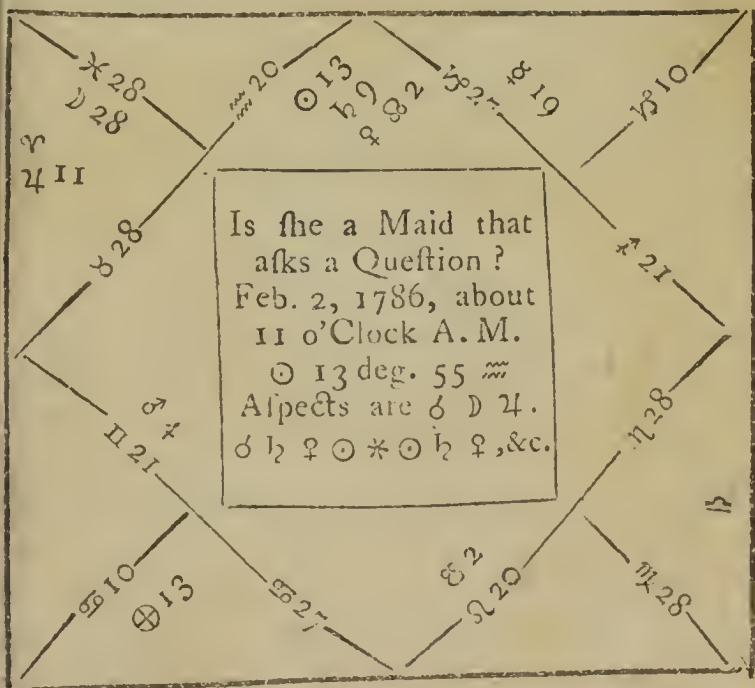 ♓ 28
☽ 28
♈
♃ 11
♒ 20
☉ 13
♄ 9
♀ ☊ 2
♑ 27
☿ 19
♑ 10
♉ 28
♐ 21
Is ſhe a Maid that
aſks a Queſtion ?
Feb. 2, 1786, about
11 o'Clock A. M.
☉ 13 deg. 55 ♒
Aſpects are ☌ ☽ ♃.
☌ ♄ ♀ ☉ ⚹ ☉ ♄ ♀ ,&c.
♂
♊ 21
♏ 28
♎
♋ 10
⊗ 13
♋ 27
☋ 2
♌ 20
♍ 28